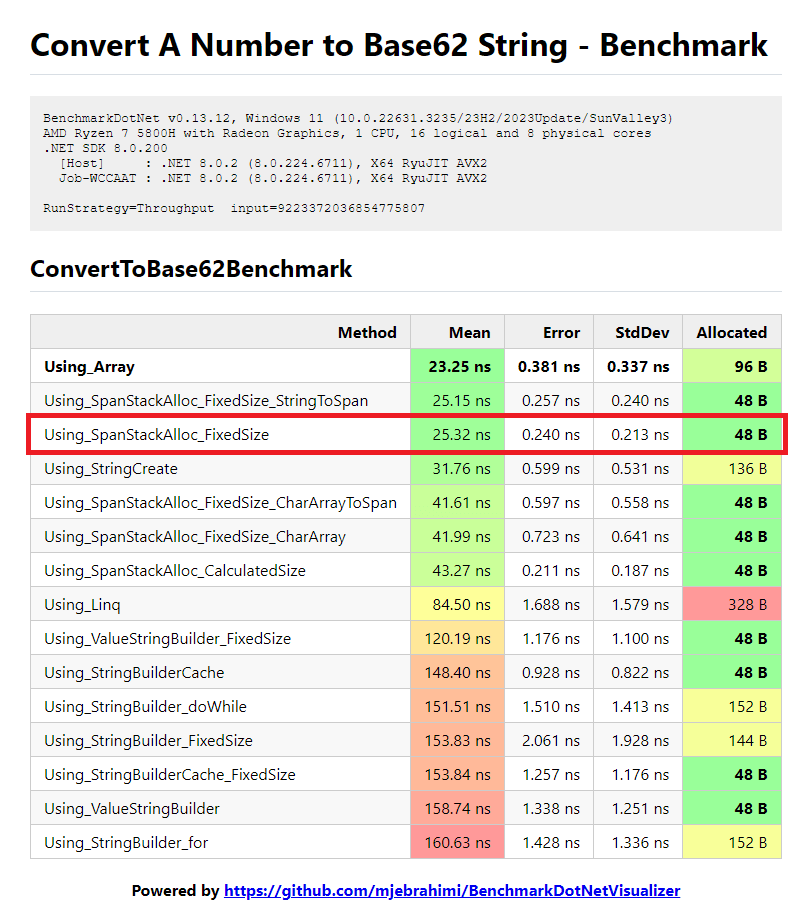 Convert A Number to Base62 String - Benchmark
BenchmarkDotNet v0.13.12, Windows 11 (10.0.22631.3235/23H2/2023Update/SunValley3)
AMD Ryzen 7 5800H with Radeon Graphics, 1 CPU, 16 logical and 8 physical cores
.NET SDK 8.0.200
[Host]     : .NET 8.0.2 (8.0.224.6711), X64 RyuJIT AVX2
Job-WCCAAT : .NET 8.0.2 (8.0.224.6711), X64 RyuJIT AVX2
RunStrategy=Throughput  input=9223372036854775807
ConvertToBase62Benchmark
Method Mean Error StdDev Allocated
Using_Array 23.25 ns 0.381 ns 0.337 ns 96 B
Using_SpanStackAlloc_FixedSize_StringToSpan 25.15 ns 0.257 ns 0.240 ns 48 B
Using_SpanStackAlloc_FixedSize 25.32 ns 0.240 ns 0.213 ns 48 B
Using_StringCreate 31.76 ns 0.599 ns 0.531 ns 136 B
Using_SpanStackAlloc_FixedSize_CharArrayToSpan 41.61 ns 0.597 ns 0.558 ns 48 B
Using_SpanStackAlloc_FixedSize_CharArray 41.99 ns 0.723 ns 0.641 ns 48 B
Using_SpanStackAlloc_CalculatedSize 43.27 ns 0.211 ns 0.187 ns 48 B
Using_Linq 84.50 ns 1.688 ns 1.579 ns 328 B
Using_ValueStringBuilder_FixedSize 120.19 ns 1.176 ns 1.100 ns 48 B
Using_StringBuilderCache 148.40 ns 0.928 ns 0.822 ns 48 B
Using_StringBuilder_doWhile 151.51 ns 1.510 ns 1.413 ns 152 B
Using_StringBuilder_FixedSize 153.83 ns 2.061 ns 1.928 ns 144 B
Using_StringBuilderCache_FixedSize 153.84 ns 1.257 ns 1.176 ns 48 B
Using_ValueStringBuilder 158.74 ns 1.338 ns 1.251 ns 48 B
Using_StringBuilder_for 160.63 ns 1.428 ns 1.336 ns 152 B
Powered by https://github.com/mjebrahimi/BenchmarkDotNetVisualizer